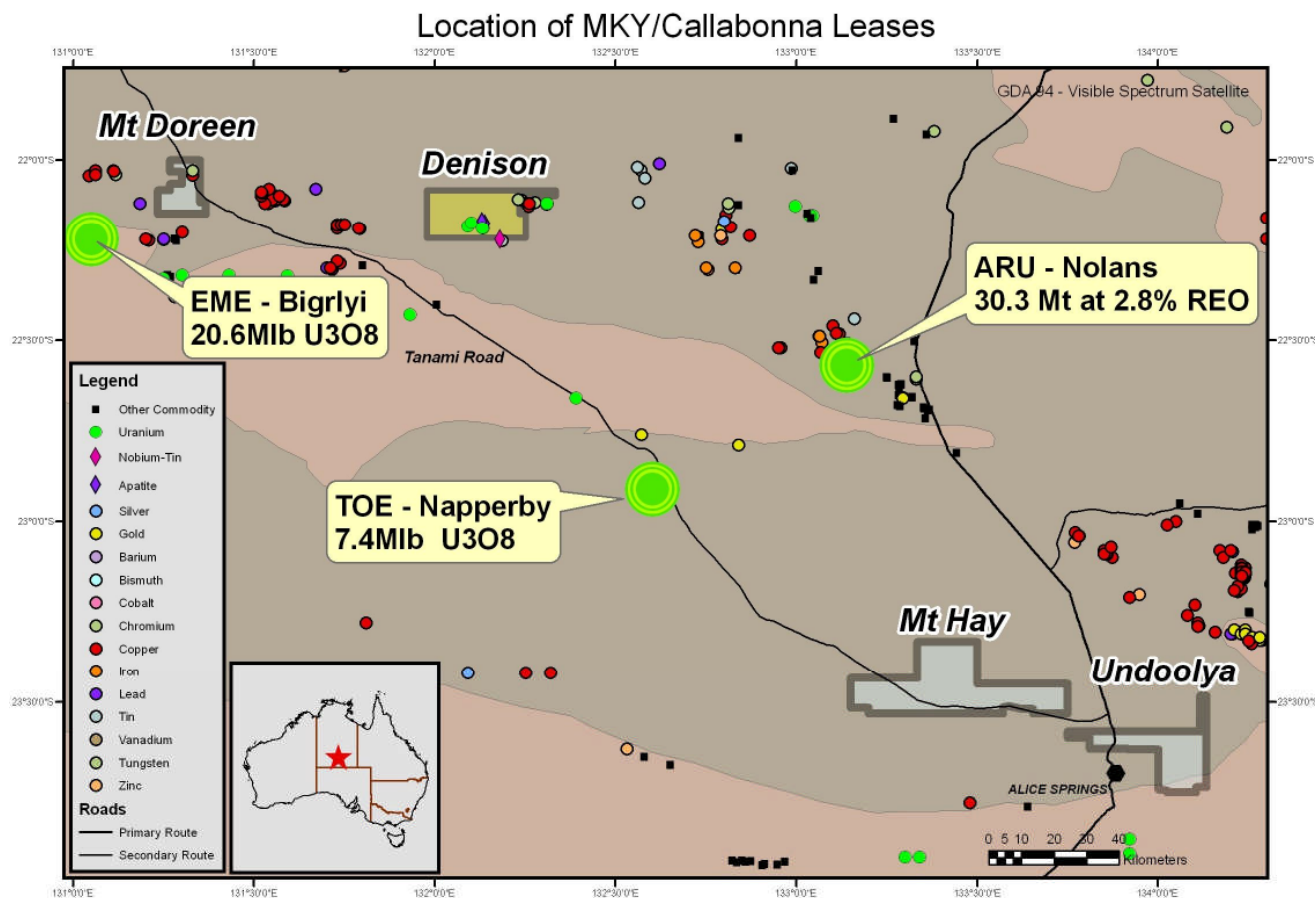 Location of MKY/Callabonna Leases
131°0'0"E 131°30'0"E 132°0'0"E 132°30'0"E 133°0'0"E 133°30'0"E 134°0'0"E
GDA 94 - Visible Spectrum Satellite
Mt Doreen
Denison
22°0'0"S 22°0'0"S
EME - Bigrlyi
20.6Mlb U3O8
ARU - Nolans
30.3 Mt at 2.8% REO
22°30'0"S 22°30'0"S
Tanami Road
TOE - Napperby
7.4Mlb U3O8
23°0'0"S 23°0'0"S
Legend
Other Commodity
Uranium
Nobium-Tin
Apatite
Silver
Gold
Barium
Bismuth
Cobalt
Chromium
Copper
Iron
Lead
Tin
Vanadium
Tungsten
Zinc
Roads
Primary Route
Secondary Route
Mt Hay
Undoolya
23°30'0"S 23°30'0"S
ALICE SPRINGS
0 5 10 20 30 40
Kilometers
131°0'0"E 131°30'0"E 132°0'0"E 132°30'0"E 133°0'0"E 133°30'0"E 134°0'0"E